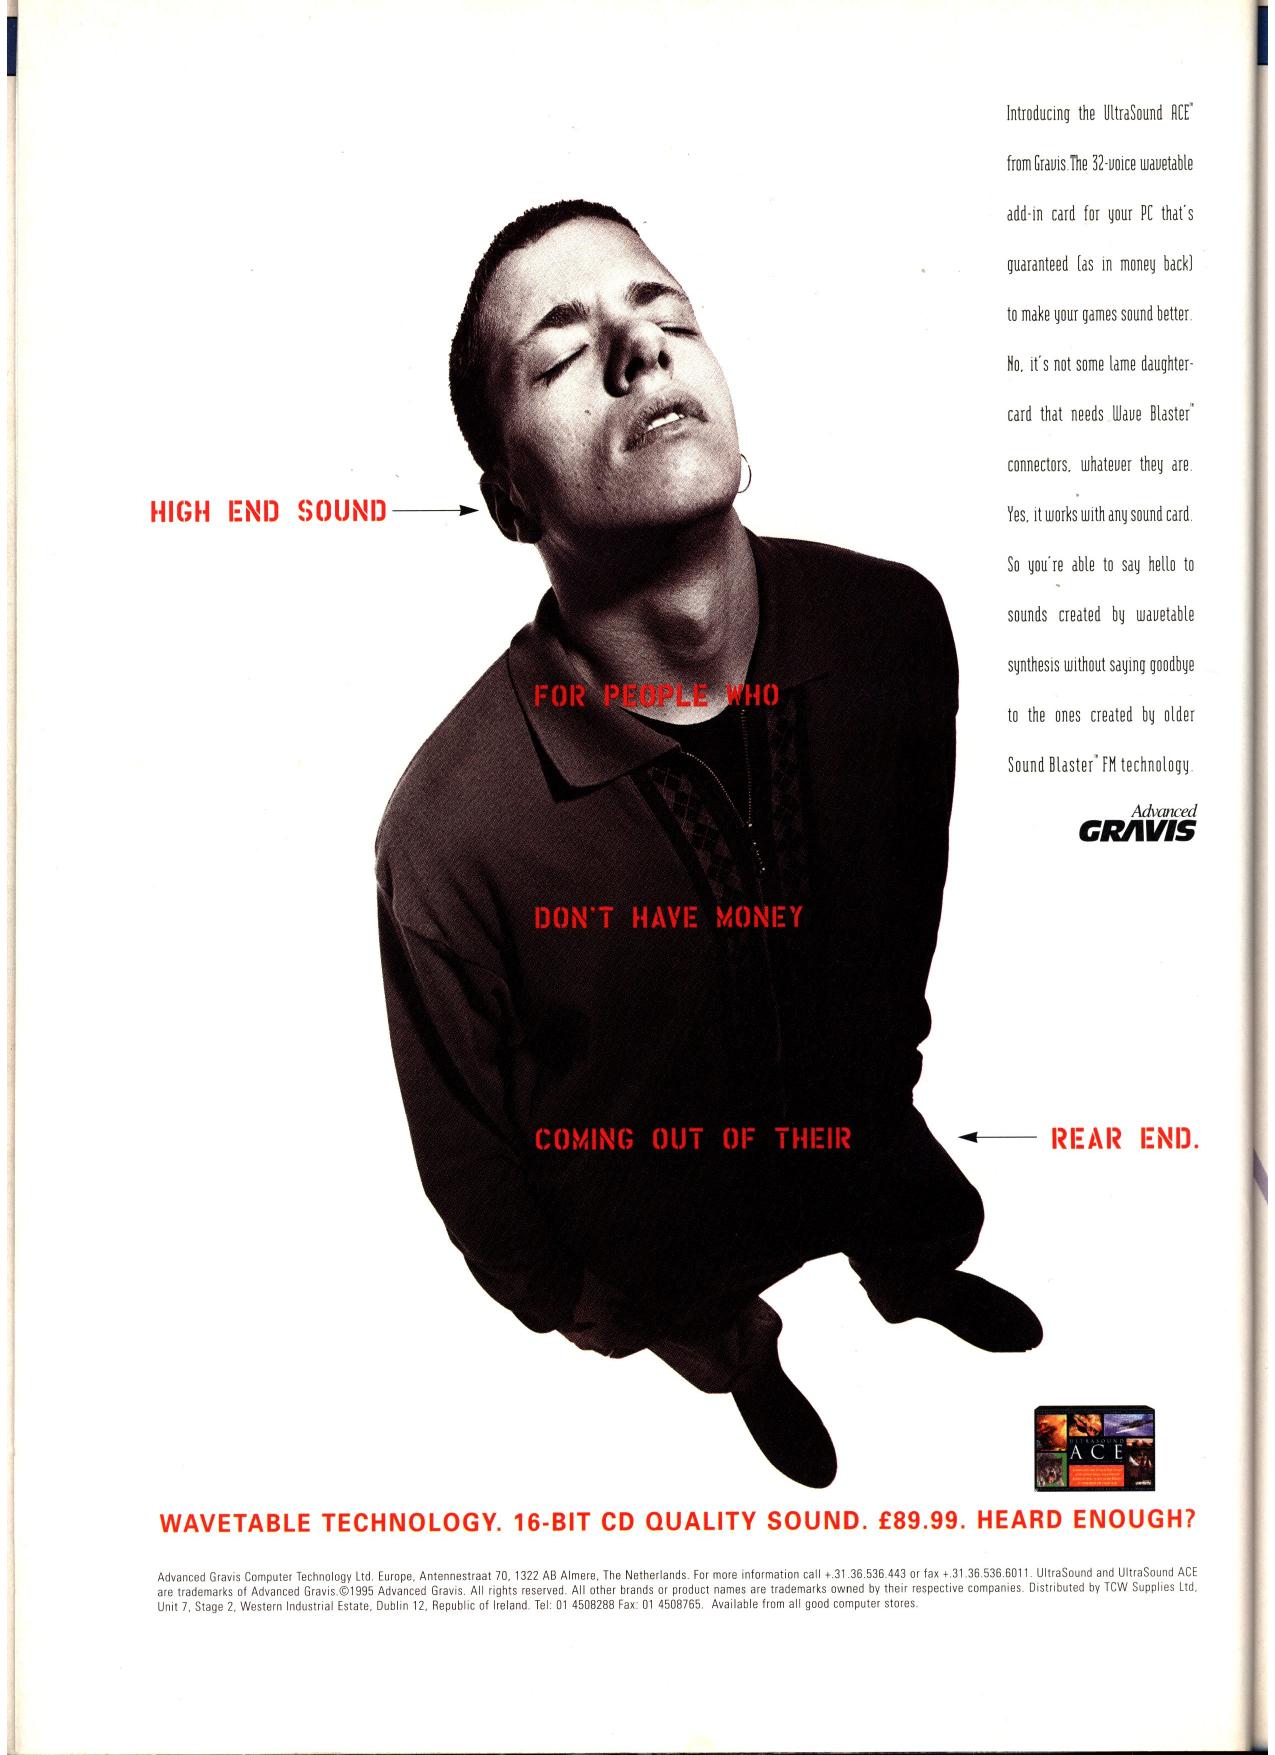 Introducing the UltraSound ACE™
from Gravis.The 32-voice wavetable
add-in card for your PC that's
guaranteed (as in money back)
to make your games sound better.
No, it's not some lame daughter-
card that needs Wave Blaster™
connectors, whatever they are.
Yes, it works with any sound card.
So you're able to say hello to
sounds created by wavetable
synthesis without saying goodbye
to the ones created by older
Sound Blaster™ FM technology.
Advanced
GRAVIS
HIGH END SOUND
FOR PEOPLE WHO
DON'T HAVE MONEY
COMING OUT OF THEIR
REAR END.
ULTRASOUND
ACE
WAVETABLE TECHNOLOGY. 16-BIT CD QUALITY SOUND. £89.99. HEARD ENOUGH?
Advanced Gravis Computer Technology Ltd. Europe, Antennestraat 70, 1322 AB Almere, The Netherlands. For more information call +.31.36.536.443 or fax +.31.36.536.6011. UltraSound and UltraSound ACE
are trademarks of Advanced Gravis.©1995 Advanced Gravis. All rights reserved. All other brands or product names are trademarks owned by their respective companies. Distributed by TCW Supplies Ltd,
Unit 7, Stage 2, Western Industrial Estate, Dublin 12, Republic of Ireland. Tel: 01 4508288 Fax: 01 4508765. Available from all good computer stores.